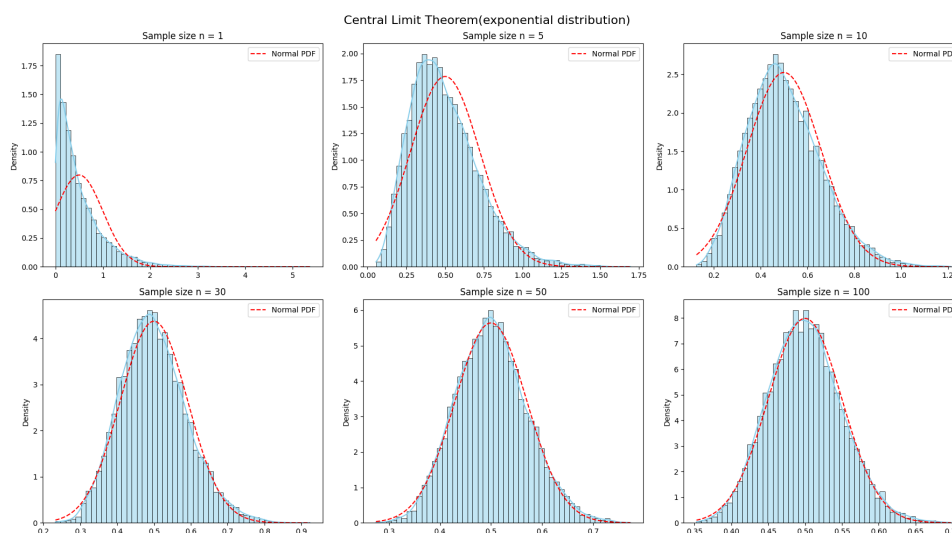 Central Limit Theorem(exponential distribution)
Sample size n = 1
Normal PDF
Density
1.75
1.50
1.25
1.00
0.75
0.50
0.25
0.00
0 1 2 3 4 5
Sample size n = 5
Normal PDF
Density
2.00
1.75
1.50
1.25
1.00
0.75
0.50
0.25
0.00
0.00 0.25 0.50 0.75 1.00 1.25 1.50 1.75
Sample size n = 10
Normal PD
Density
2.5
2.0
1.5
1.0
0.5
0.0
0.2 0.4 0.6 0.8 1.0 1.2
Sample size n = 30
Normal PDF
Density
4
3
2
1
0
0.2 0.3 0.4 0.5 0.6 0.7 0.8 0.9
Sample size n = 50
Normal PDF
Density
6
5
4
3
2
1
0
0.3 0.4 0.5 0.6 0.7
Sample size n = 100
Normal PD
Density
8
7
6
5
4
3
2
1
0
0.35 0.40 0.45 0.50 0.55 0.60 0.65